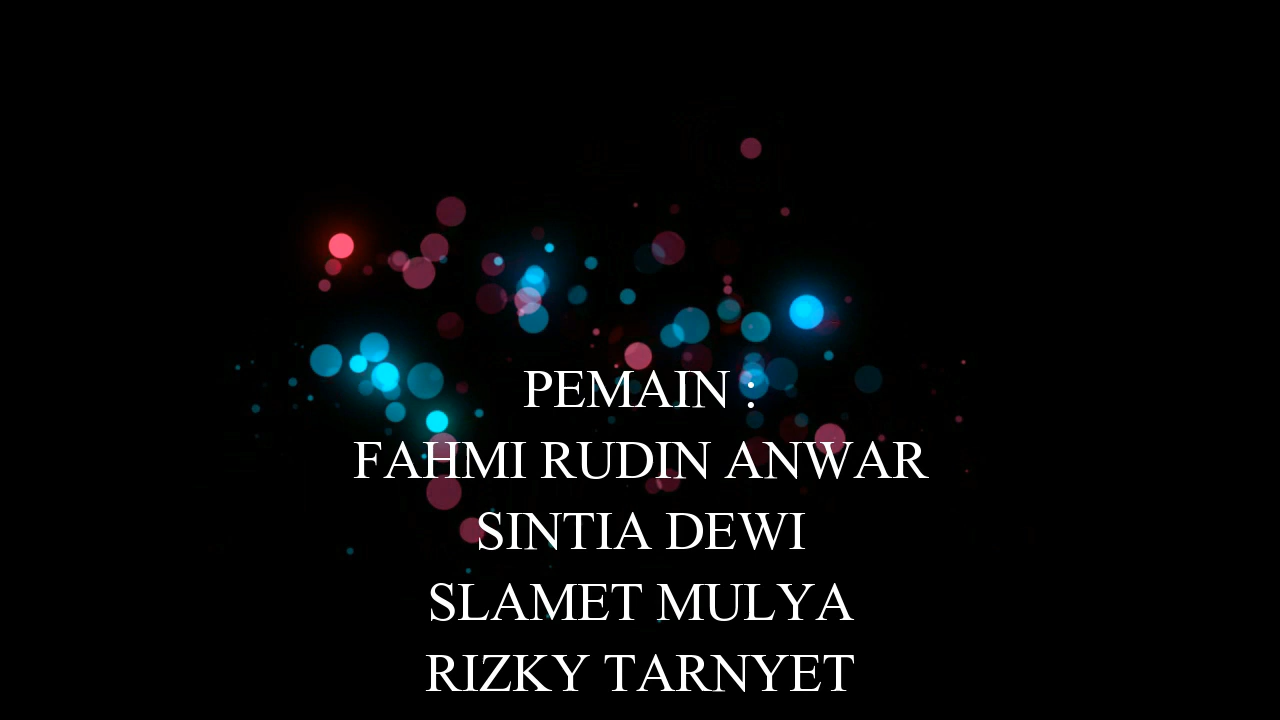 PEMAIN :
FAHMI RUDIN ANWAR
SINTIA DEWI
SLAMET MULYA
RIZKY TARNYET